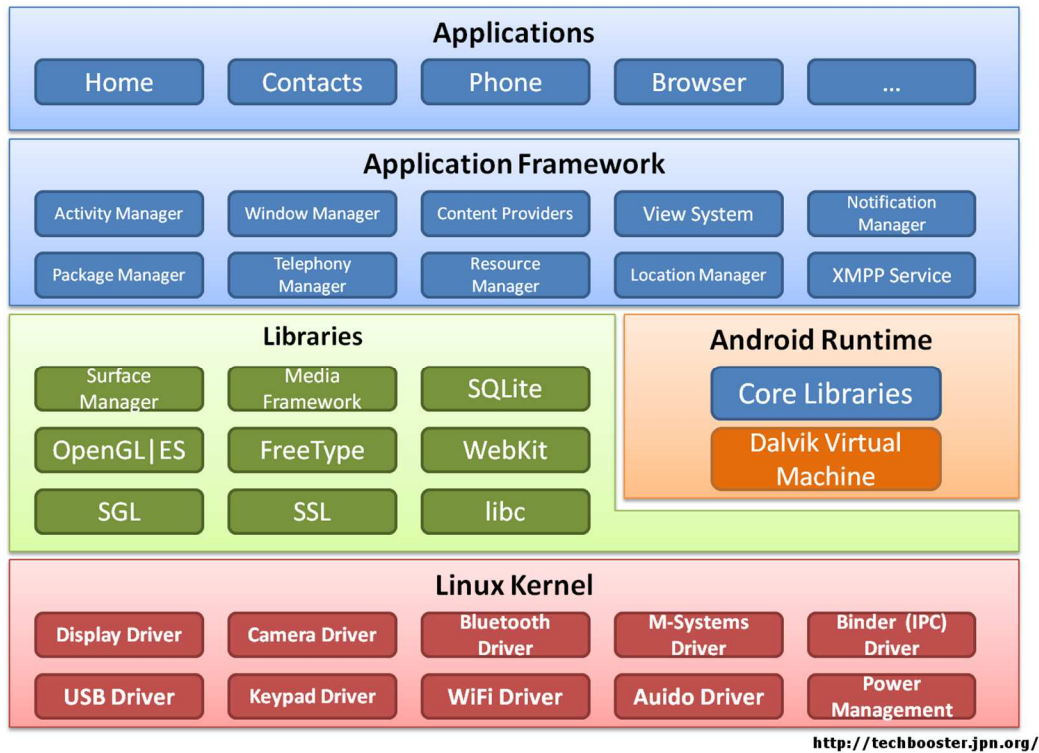 Applications
Home
Contacts
Phone
Browser
...
Application Framework
Activity Manager
Window Manager
Content Providers
View System
Notification
Manager
Package Manager
Telephony
Manager
Resource
Manager
Location Manager
XMPP Service
Libraries
Surface
Manager
Media
Framework
SQLite
OpenGL|ES
FreeType
WebKit
SGL
SSL
libc
Android Runtime
Core Libraries
Dalvik Virtual
Machine
Linux Kernel
Display Driver
Camera Driver
Bluetooth
Driver
M-Systems
Driver
Binder (IPC)
Driver
USB Driver
Keypad Driver
WiFi Driver
Auido Driver
Power
Management
http://techbooster.jpn.org/